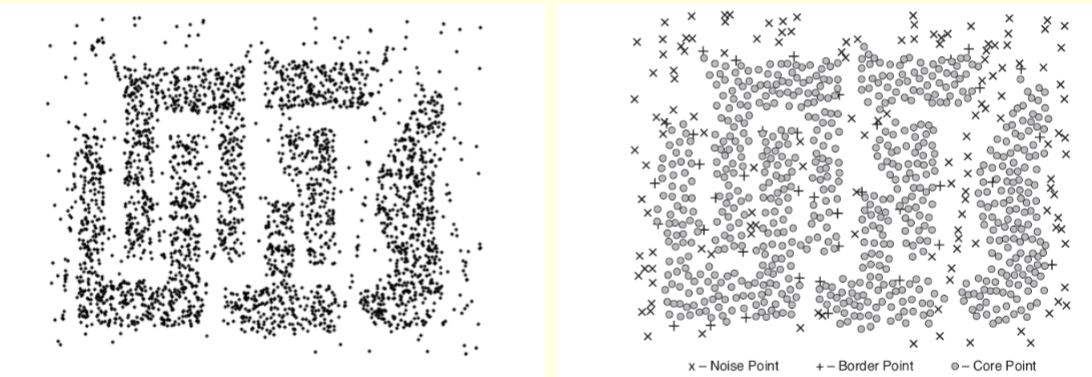 x – Noise Point + – Border Point – Core Point